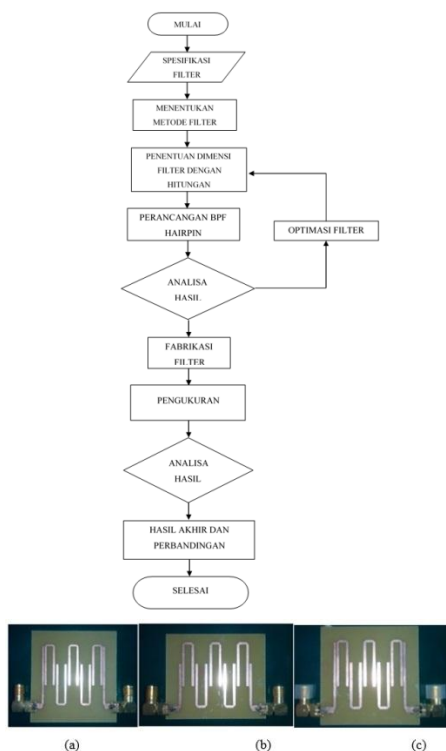 MULAI
SPESIFIKASI
FILTER
MENENTUKAN
METODE FILTER
PENENTUAN DIMENSI
FILTER DENGAN
HITUNGAN
PERANCANGAN BPF
HAIRPIN
OPTIMASI FILTER
ANALISA
HASIL
FABRIKASI
FILTER
PENGUKURAN
ANALISA
HASIL
HASIL AKHIR DAN
PERBANDINGAN
SELESAI
(a) (b) (c)